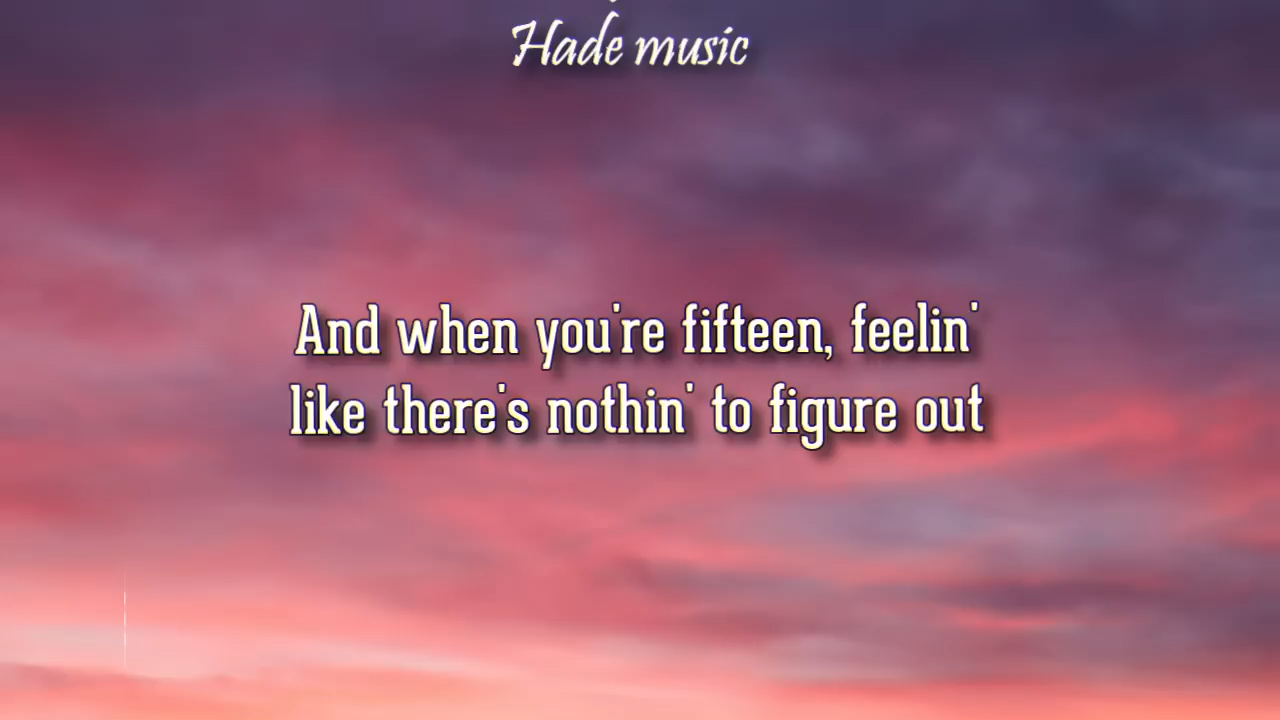 Hade music
And when you're fifteen, feelin'
like there's nothin' to figure out